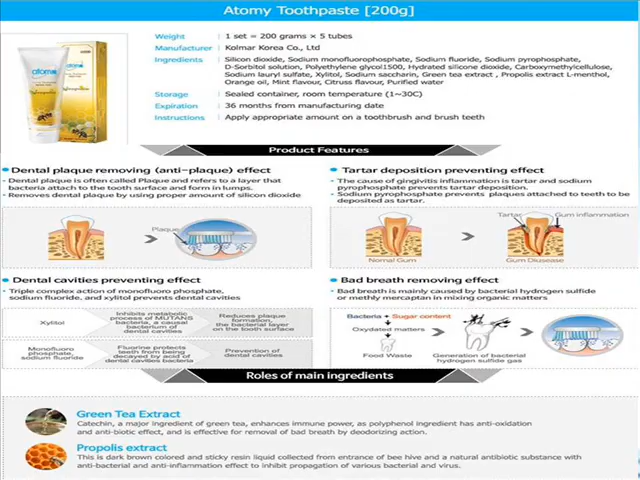 Atomy Toothpaste [200g]
atomy
Weight 1 set = 200 grams × 5 tubes
Manufacturer Kolmar Korea Co., Ltd
Ingredients Silicon dioxide, Sodium monofluorophosphate, Sodium fluoride, Sodium pyrophosphate,
D-Sorbitol solution, Polyethylene glycol1500, Hydrated silicone dioxide, Carboxymethylcellulose,
Sodium lauryl sulfate, Xylitol, Sodium saccharin, Green tea extract , Propolis extract L-menthol,
Orange oil, Mint flavour, Citrus flavour, Purified water
Storage Sealed container, room temperature (1~30C)
Expiration 36 months from manufacturing date
Instructions Apply appropriate amount on a toothbrush and brush teeth
Product Features
Dental plaque removing (anti-plaque) effect
• Dental plaque is often called Plaque and refers to a layer that
bacteria attach to the tooth surface and form in lumps.
• Removes dental plaque by using proper amount of silicon dioxide
Plaque
Tartar deposition preventing effect
• The cause of gingivitis inflammation is tartar and sodium
pyrophosphate prevents tartar deposition.
• Sodium pyrophosphate prevents plaques attached to teeth to be
deposited as tartar.
Tartar
Gum inflammation
Normal Gum
Gum Diusease
Dental cavities preventing effect
• Triple complex action of monofluoro phosphate,
sodium fluoride, and xylitol prevents dental cavities
Xylitol
Inhibits metabolic
process of MUTANS
bacteria, a causal
bacterium of
dental cavities
Reduces plaque
formation,
the bacterial layer
on the tooth surface
Monofluoro
phosphate,
sodium fluoride
Fluorine protects
teeth from being
decayed by acid of
dental cavities bacteria
Prevention of
dental cavities
Bad breath removing effect
• Bad breath is mainly caused by bacterial hydrogen sulfide
or methly mercaptan in mixing organic matters
Bacteria + Sugar content
Oxydated matters
Food Waste
Generation of bacterial
hydrogen sulfide gas
Roles of main ingredients
Green Tea Extract
Catechin, a major ingredient of green tea, enhances immune power, as polyphenol ingredient has anti-oxidation
and anti-biotic effect, and is effective for removal of bad breath by deodorizing action.
Propolis extract
This is dark brown colored and sticky resin liquid collected from entrance of bee hive and a natural antibiotic substance with
anti-bacterial and anti-inflammation effect to inhibit propagation of various bacterial and virus.